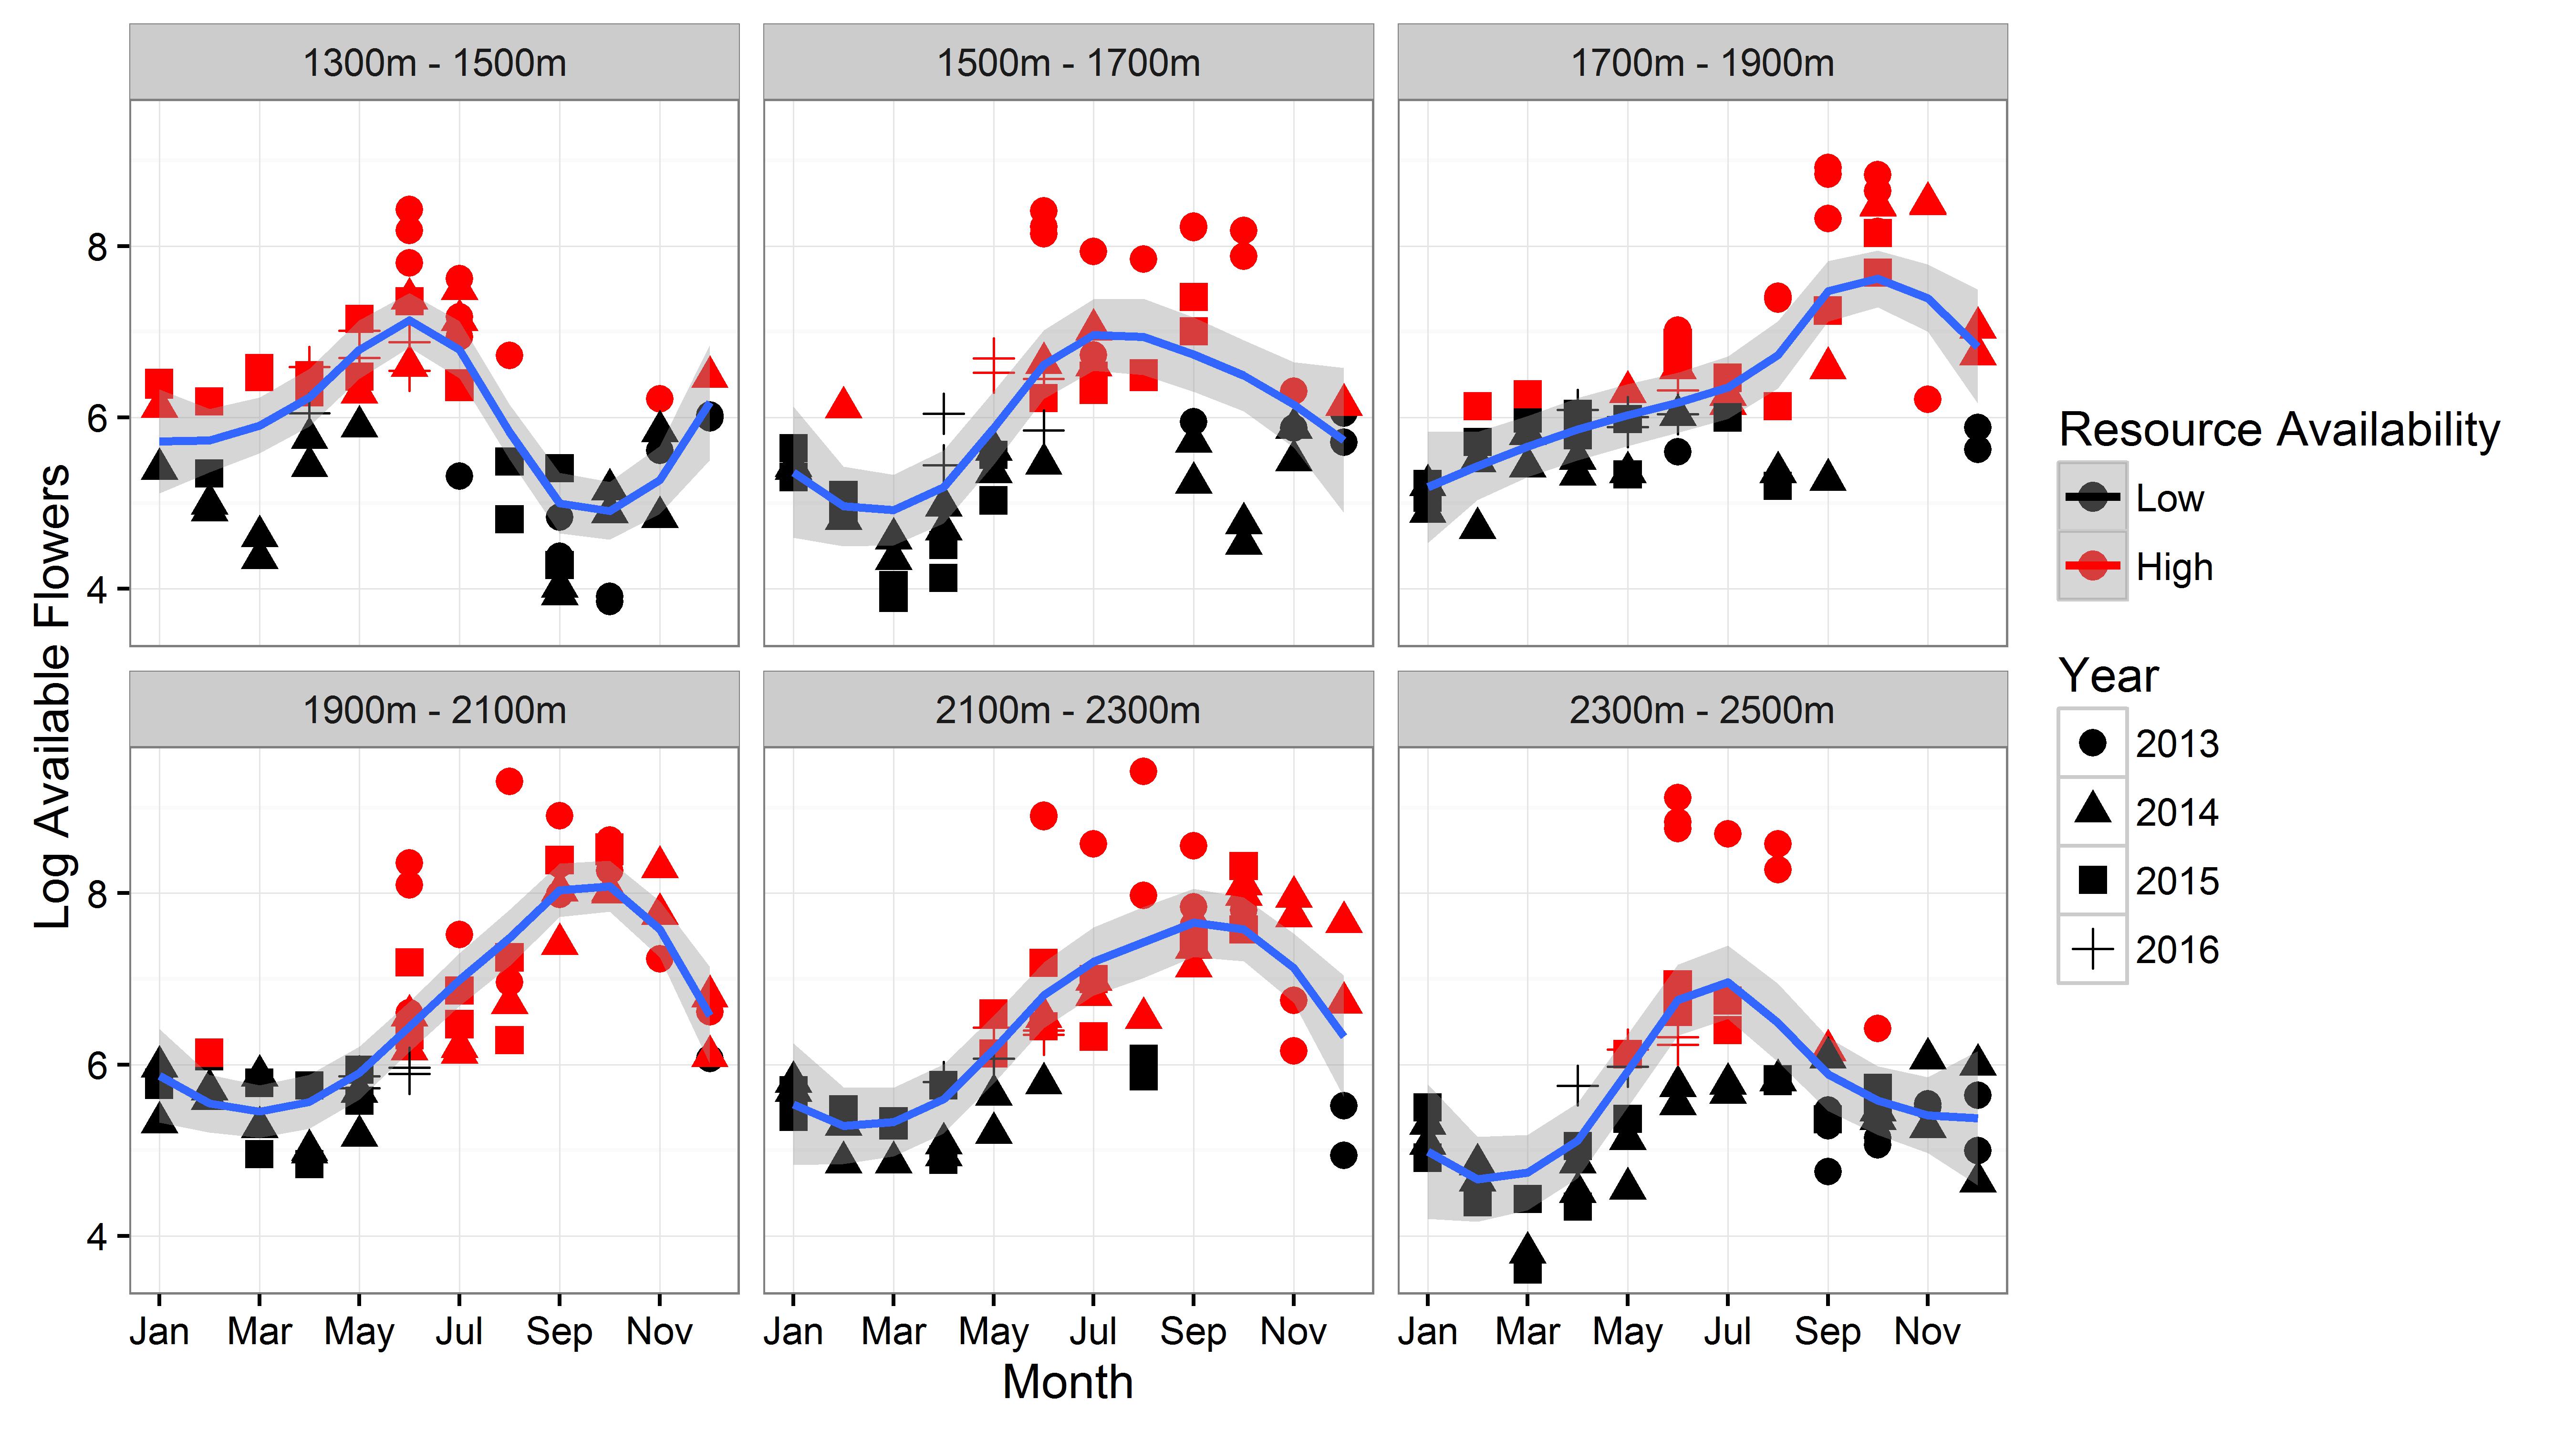 1300m - 1500m
1500m - 1700m
1700m - 1900m
8
6
4
1900m - 2100m
2100m - 2300m
2300m - 2500m
8
6
4
Jan Mar May Jul Sep Nov
Jan Mar May Jul Sep Nov
Jan Mar May Jul Sep Nov
Month
Log Available Flowers
Resource Availability
Low
High
Year
2013
2014
2015
2016